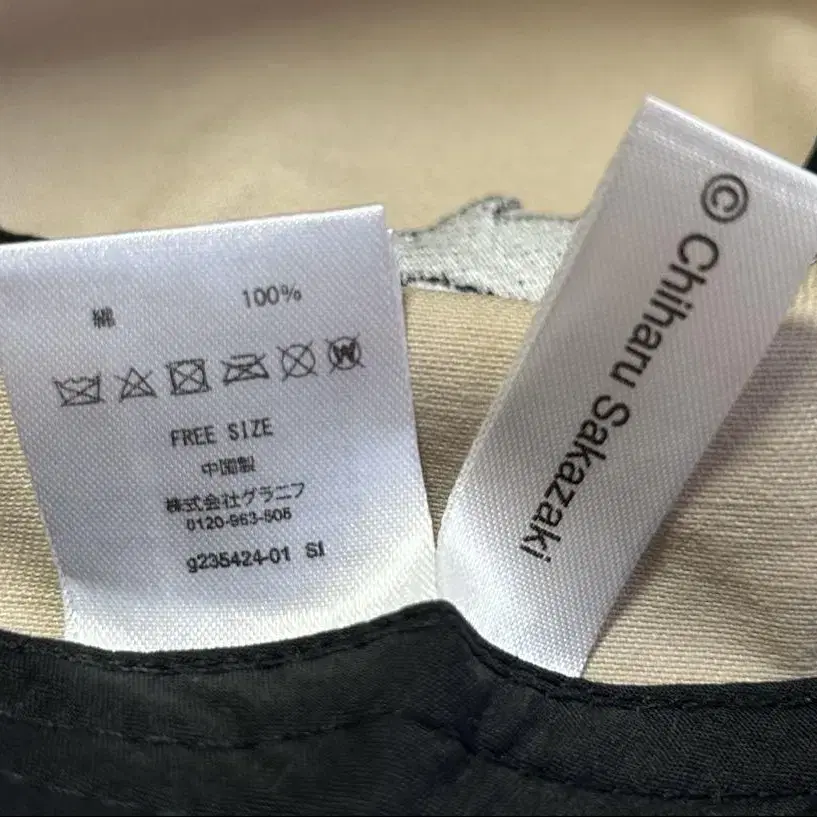 綿 100%
W
FREE SIZE
中国製
株式会社グラニフ
0120-963-506
g235424-01 SI
© Chiharu Sakazaki